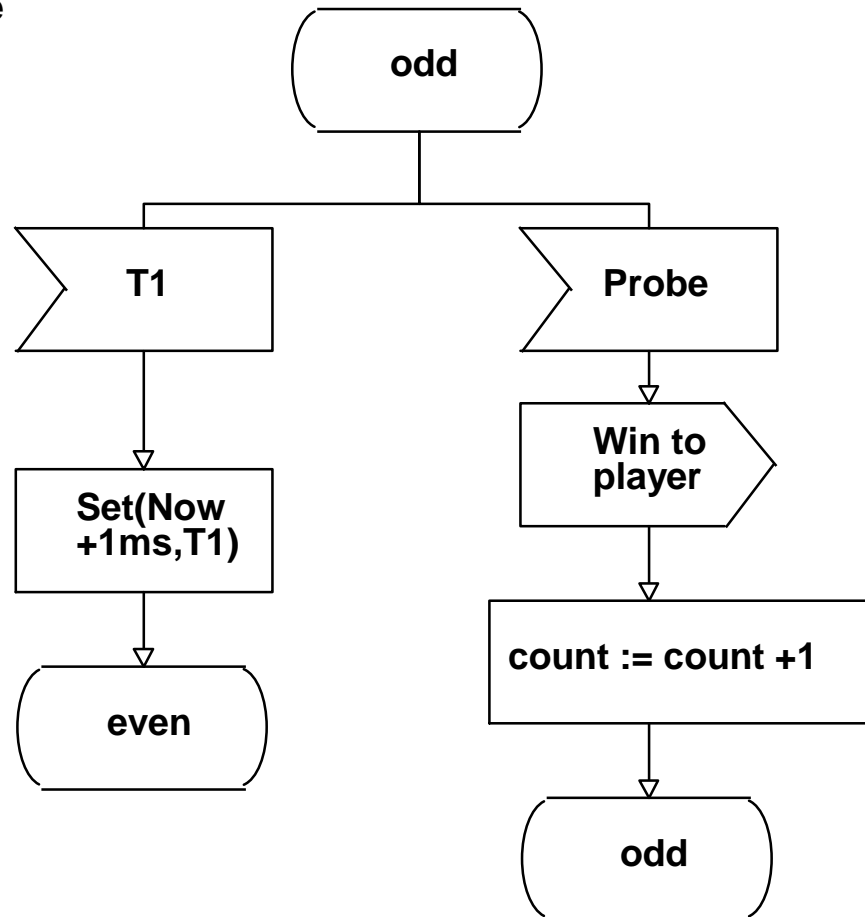 e
odd
T1
Probe
Win to
player
Set(Now
+1ms,T1)
count := count +1
even
odd